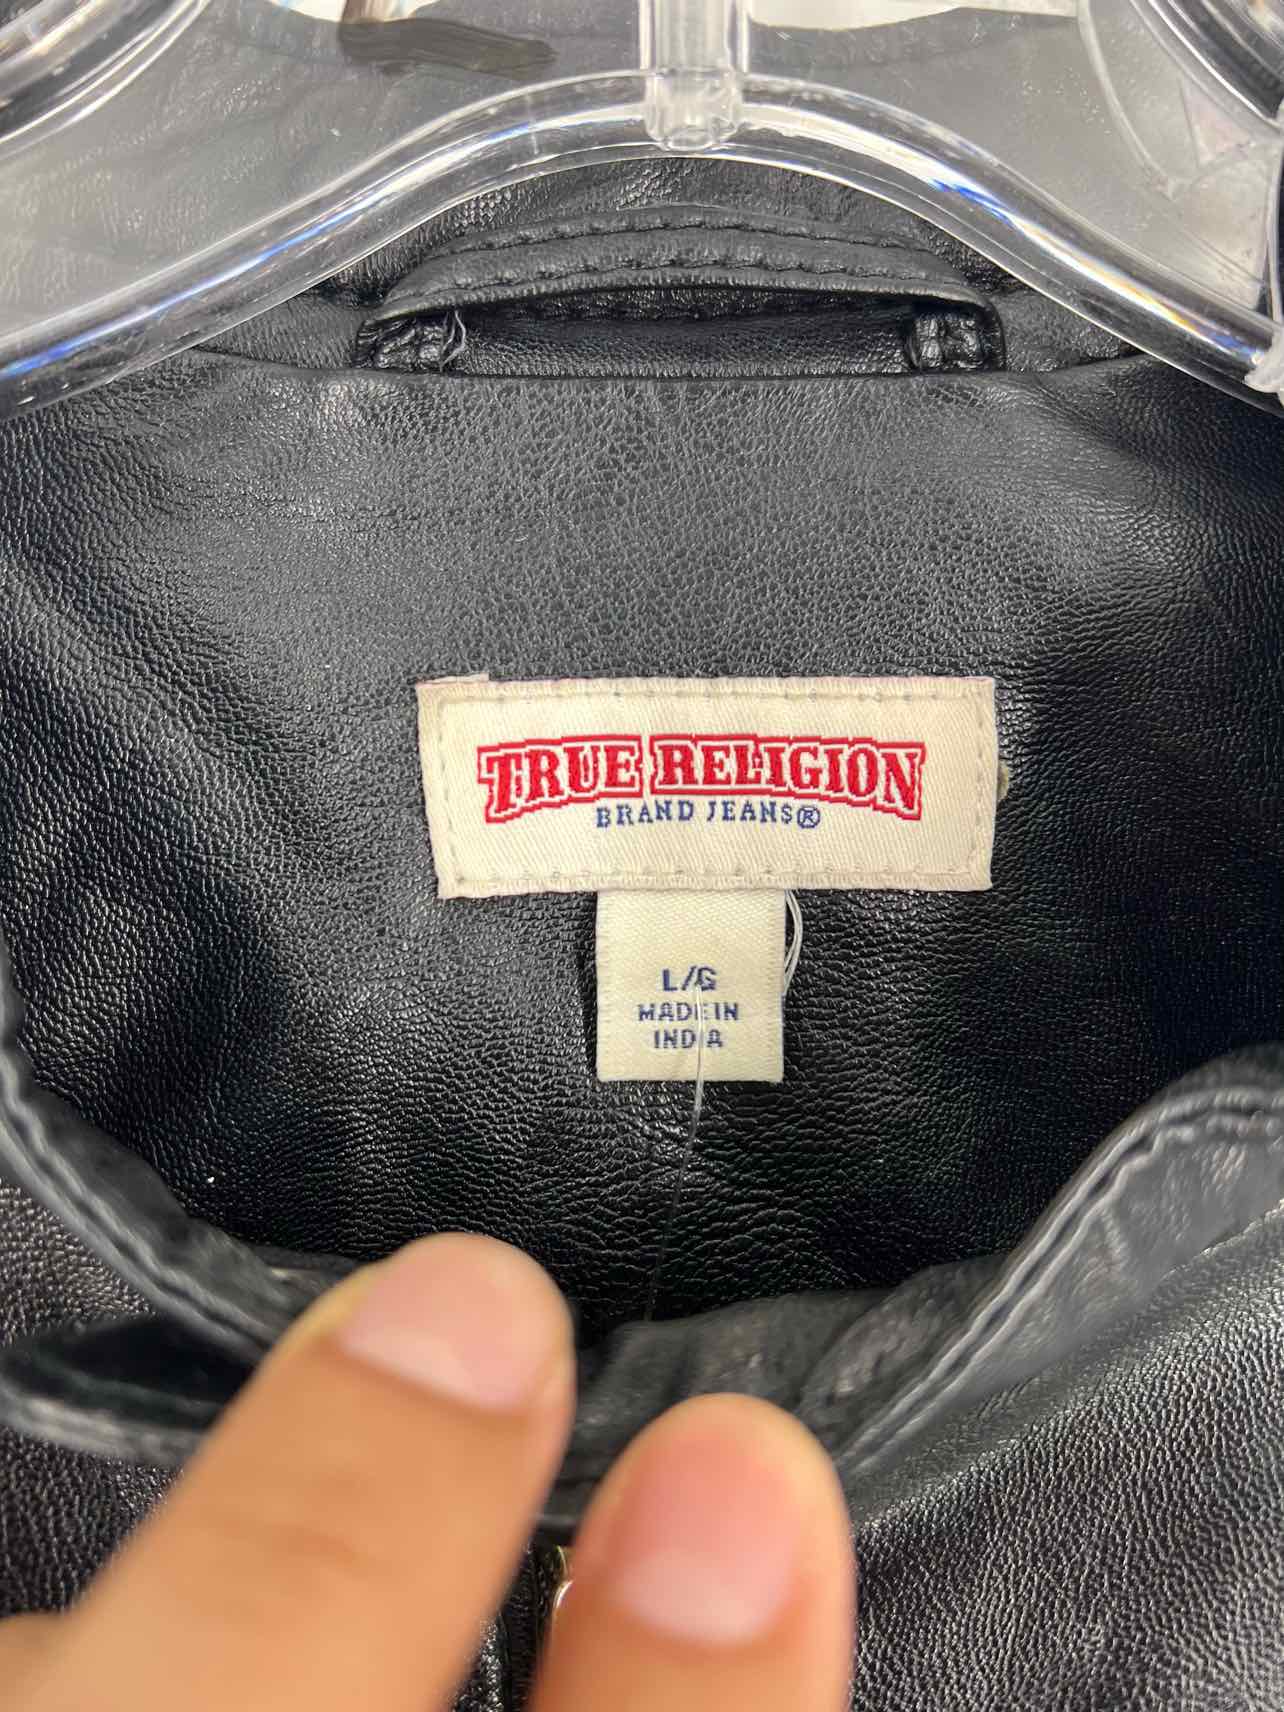 TRUE RELIGION
BRAND JEANS®
L/G
MADE IN
INDIA